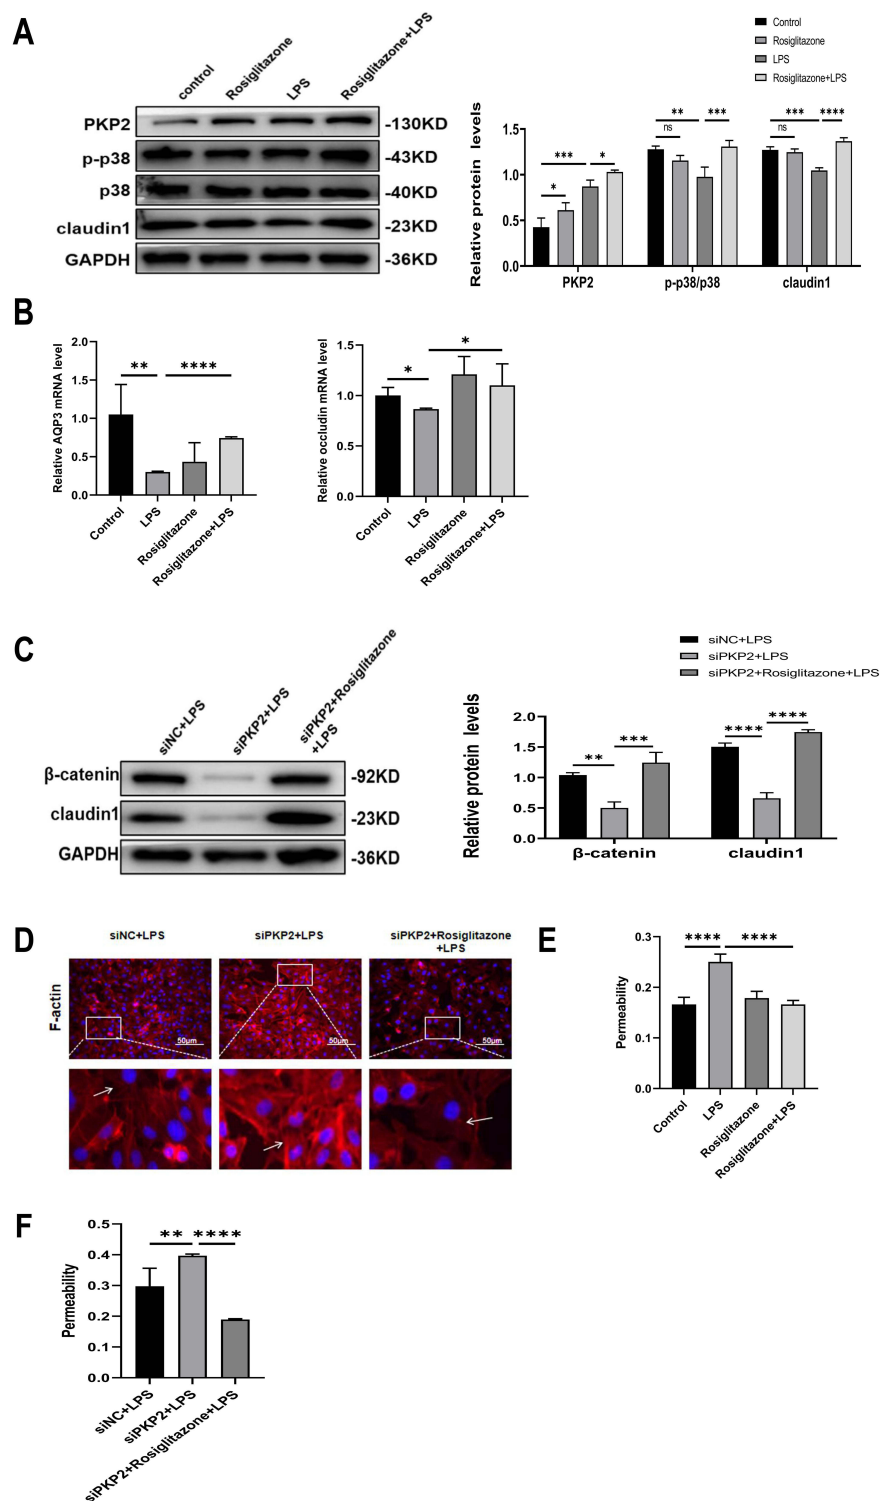 A
control
Rosiglitazone
LPS
Rosiglitazone+LPS
PKP2
-130KD
p-p38
-43KD
p38
-40KD
claudin1
-23KD
GAPDH
-36KD
Control
Rosiglitazone
LPS
Rosiglitazone+LPS
Relative protein levels
1.5
1.0
0.5
0.0
*** * *
** *** ns
*** **** ns
PKP2 p-p38/p38 claudin1
B
Relative AQP3 mRNA level
2.0
1.5
1.0
0.5
0.0
** ****
Control
LPS
Rosiglitazone
Rosiglitazone+LPS
Relative occludin mRNA level
1.5
1.0
0.5
0.0
* *
Control
LPS
Rosiglitazone
Rosiglitazone+LPS
C
siNC+LPS
siPKP2+LPS
siPKP2+Rosiglitazone
+LPS
β-catenin
-92KD
claudin1
-23KD
GAPDH
-36KD
siNC+LPS
siPKP2+LPS
siPKP2+Rosiglitazone+LPS
Relative protein levels
2.0
1.5
1.0
0.5
0.0
** *** **** ****
β-catenin claudin1
D
siNC+LPS
siPKP2+LPS
siPKP2+Rosiglitazone
+LPS
F-actin
50μm
50μm
50μm
E
Permeability
0.3
0.2
0.1
0.0
**** ****
Control
LPS
Rosiglitazone
Rosiglitazone+LPS
F
Permeability
0.5
0.4
0.3
0.2
0.1
0.0
** ****
siNC+LPS
siPKP2+LPS
siPKP2+Rosiglitazone+LPS